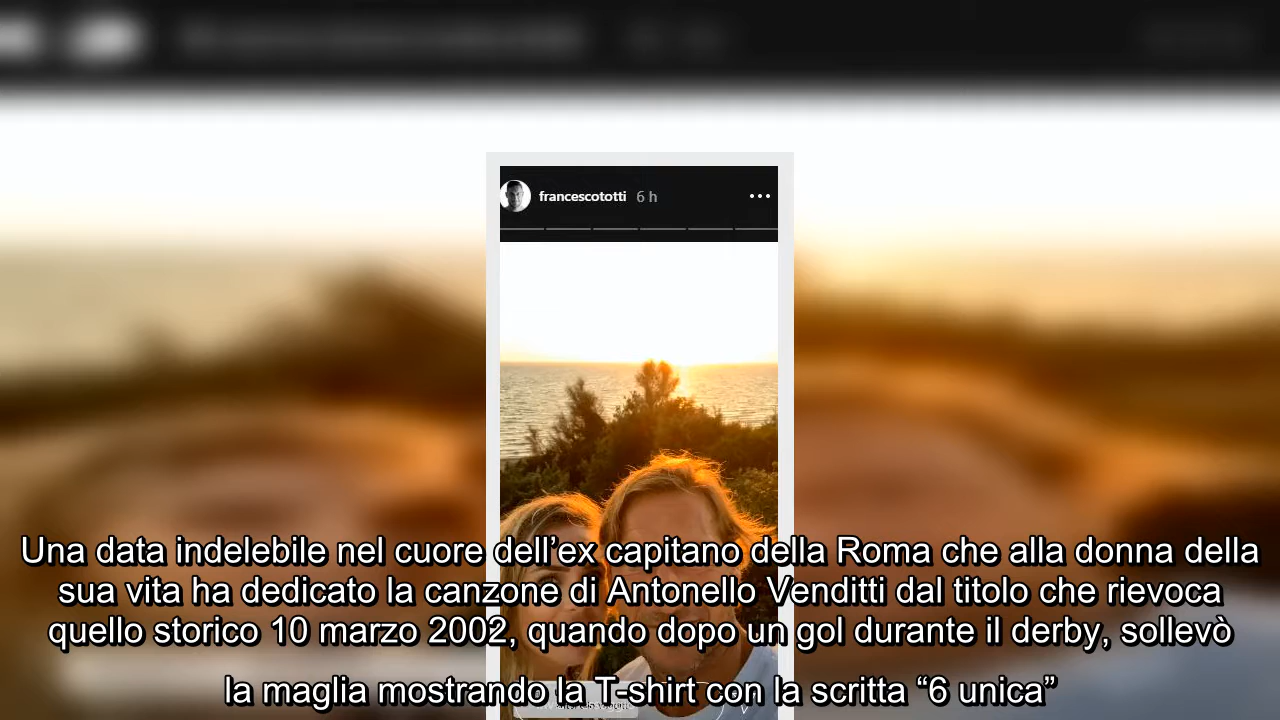 francescototti 6 h
Una data indelebile nel cuore dell’ex capitano della Roma che alla donna della
sua vita ha dedicato la canzone di Antonello Venditti dal titolo che rievoca
quello storico 10 marzo 2002, quando dopo un gol durante il derby, sollevò
la maglia mostrando la T-shirt con la scritta “6 unica”